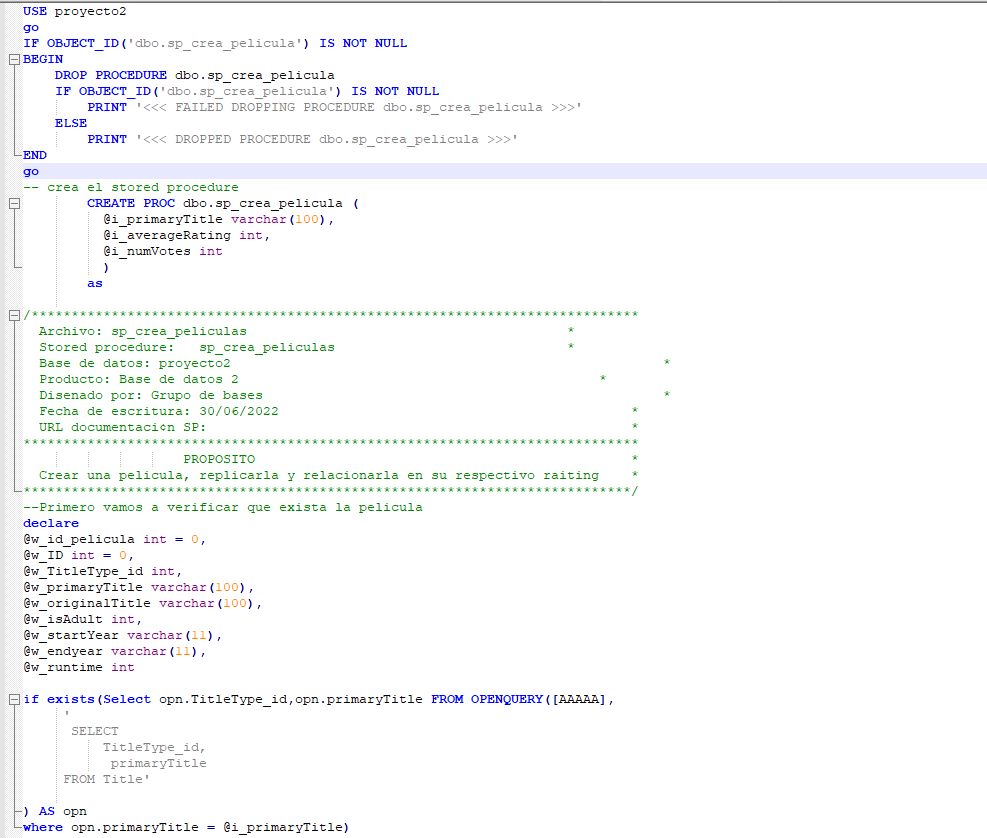 USE proyecto2
go
IF OBJECT_ID('dbo.sp_crea_pelicula') IS NOT NULL
BEGIN
    DROP PROCEDURE dbo.sp_crea_pelicula
    IF OBJECT_ID('dbo.sp_crea_pelicula') IS NOT NULL
        PRINT '<<< FAILED DROPPING PROCEDURE dbo.sp_crea_pelicula >>>'
    ELSE
        PRINT '<<< DROPPED PROCEDURE dbo.sp_crea_pelicula >>>'
END
go
-- crea el stored procedure
        CREATE PROC dbo.sp_crea_pelicula (
          @i_primaryTitle varchar(100),
          @i_averageRating int,
          @i_numVotes int
          )
        as
/****************************************************************************
  Archivo: sp_crea_peliculas                                        *
  Stored procedure:   sp_crea_peliculas                             *
  Base de datos: proyecto2                                                      *
  Producto: Base de datos 2                                             *
  Disenado por: Grupo de bases                                                  *
  Fecha de escritura: 30/06/2022                                            *
  URL documentaci¢n SP:                                                     *
*****************************************************************************
                    PROPOSITO                                               *
  Crear una pelicula, replicarla y relacionarla en su respectivo raiting    *
****************************************************************************/
--Primero vamos a verificar que exista la pelicula
declare
@w_id_pelicula int = 0,
@w_ID int = 0,
@w_TitleType_id int,
@w_primaryTitle varchar(100),
@w_originalTitle varchar(100),
@w_isAdult int,
@w_startYear varchar(11),
@w_endyear varchar(11),
@w_runtime int
if exists(Select opn.TitleType_id,opn.primaryTitle FROM OPENQUERY([AAAAA],
     '
      SELECT
          TitleType_id,
           primaryTitle
     FROM Title'
) AS opn
where opn.primaryTitle = @i_primaryTitle)